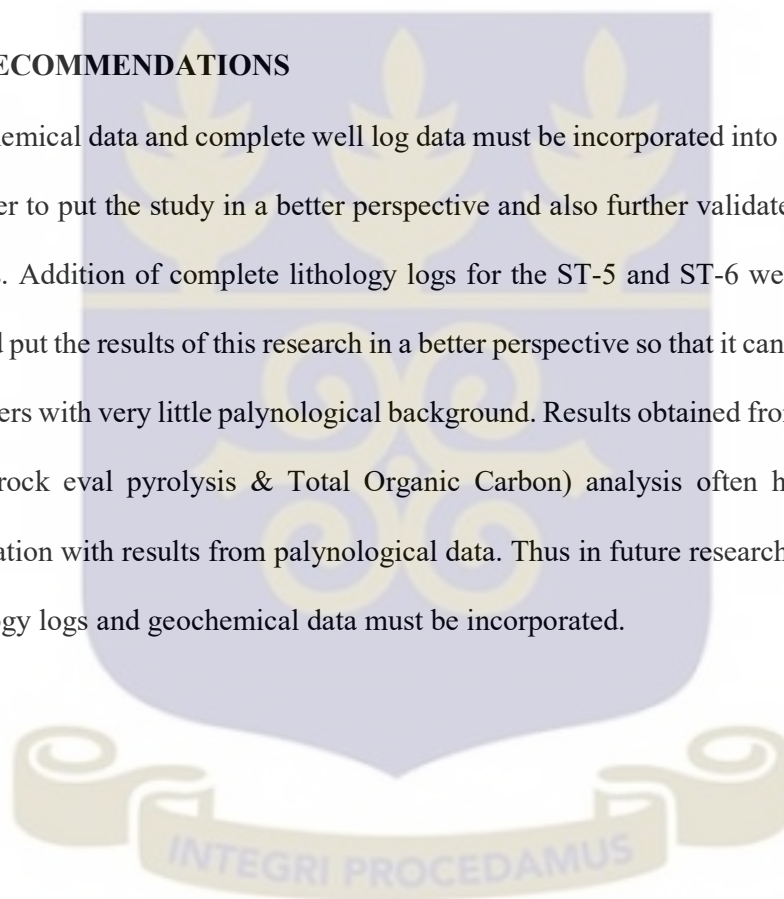 ECOMMENDATIONS
emical data and complete well log data must be incorporated into
er to put the study in a better perspective and also further validate
. Addition of complete lithology logs for the ST-5 and ST-6 we
put the results of this research in a better perspective so that it can
ers with very little palynological background. Results obtained fro
rock eval pyrolysis & Total Organic Carbon) analysis often h
ation with results from palynological data. Thus in future research
gy logs and geochemical data must be incorporated.
INTEGRI PROCEDAMUS